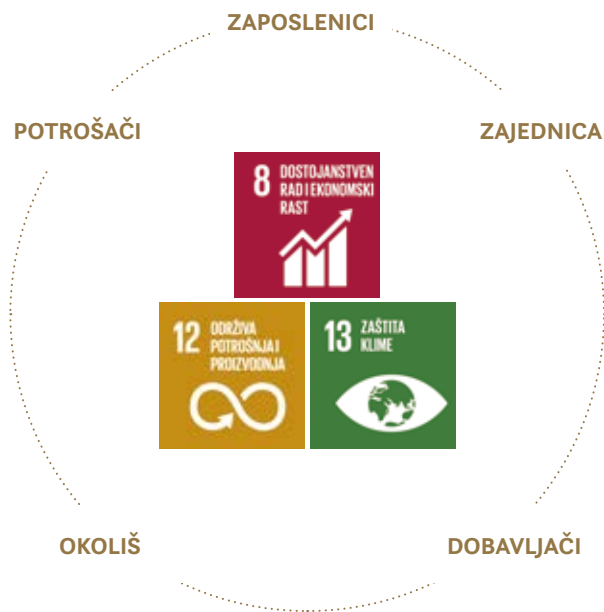 ZAPOSLENICI
POTROŠAČI
ZAJEDNICA
8 DOSTOJANSTVEN
RAD I EKONOMSKI
RAST
12 ODRŽIVA
POTROŠNJA I
PROIZVODNJA
13 ZAŠTITA
KLIME
OKOLIŠ
DOBAVLJAČI